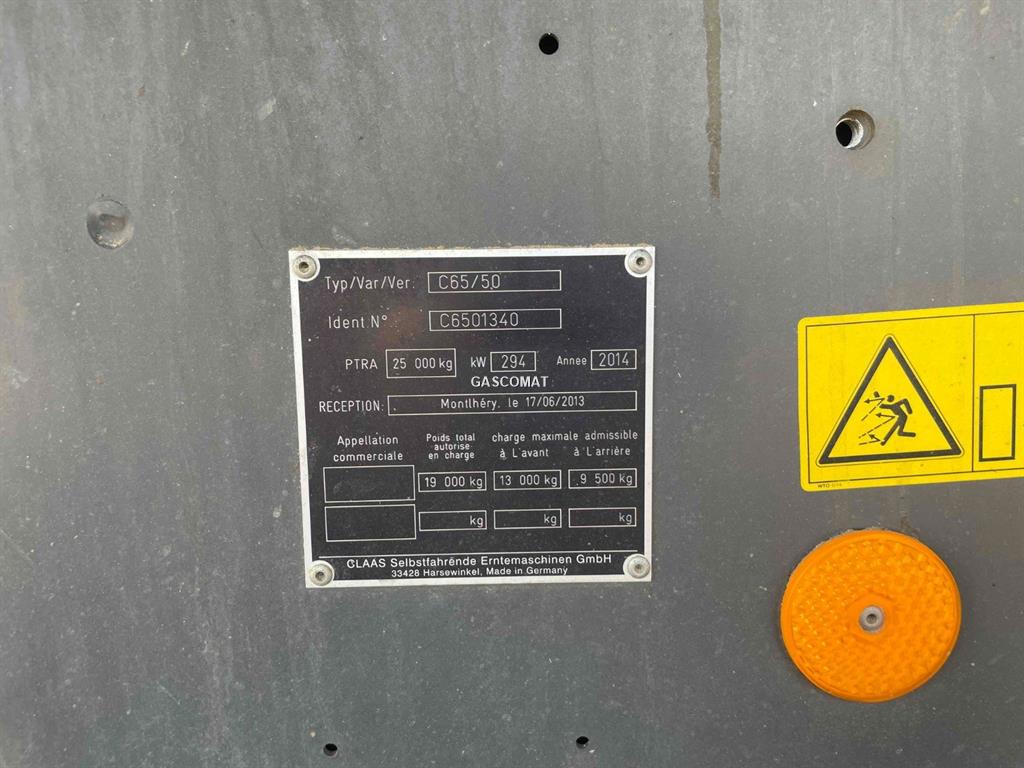 Typ/Var/Ver. C65/50
Ident.N° C6501340
PTRA 25 000 kg kW 294 Annee 2014
GASCOMAT
RECEPTION: Montlhéry, le 17/06/2013
Appellation commerciale Poids total autorise en charge charge maximale admissible à L'avant à L'arrière
19 000 kg 13 000 kg 9 500 kg
kg kg kg
CLAAS Selbstfahrende Erntemaschinen GmbH
33428 Harsewinkel, Made in Germany